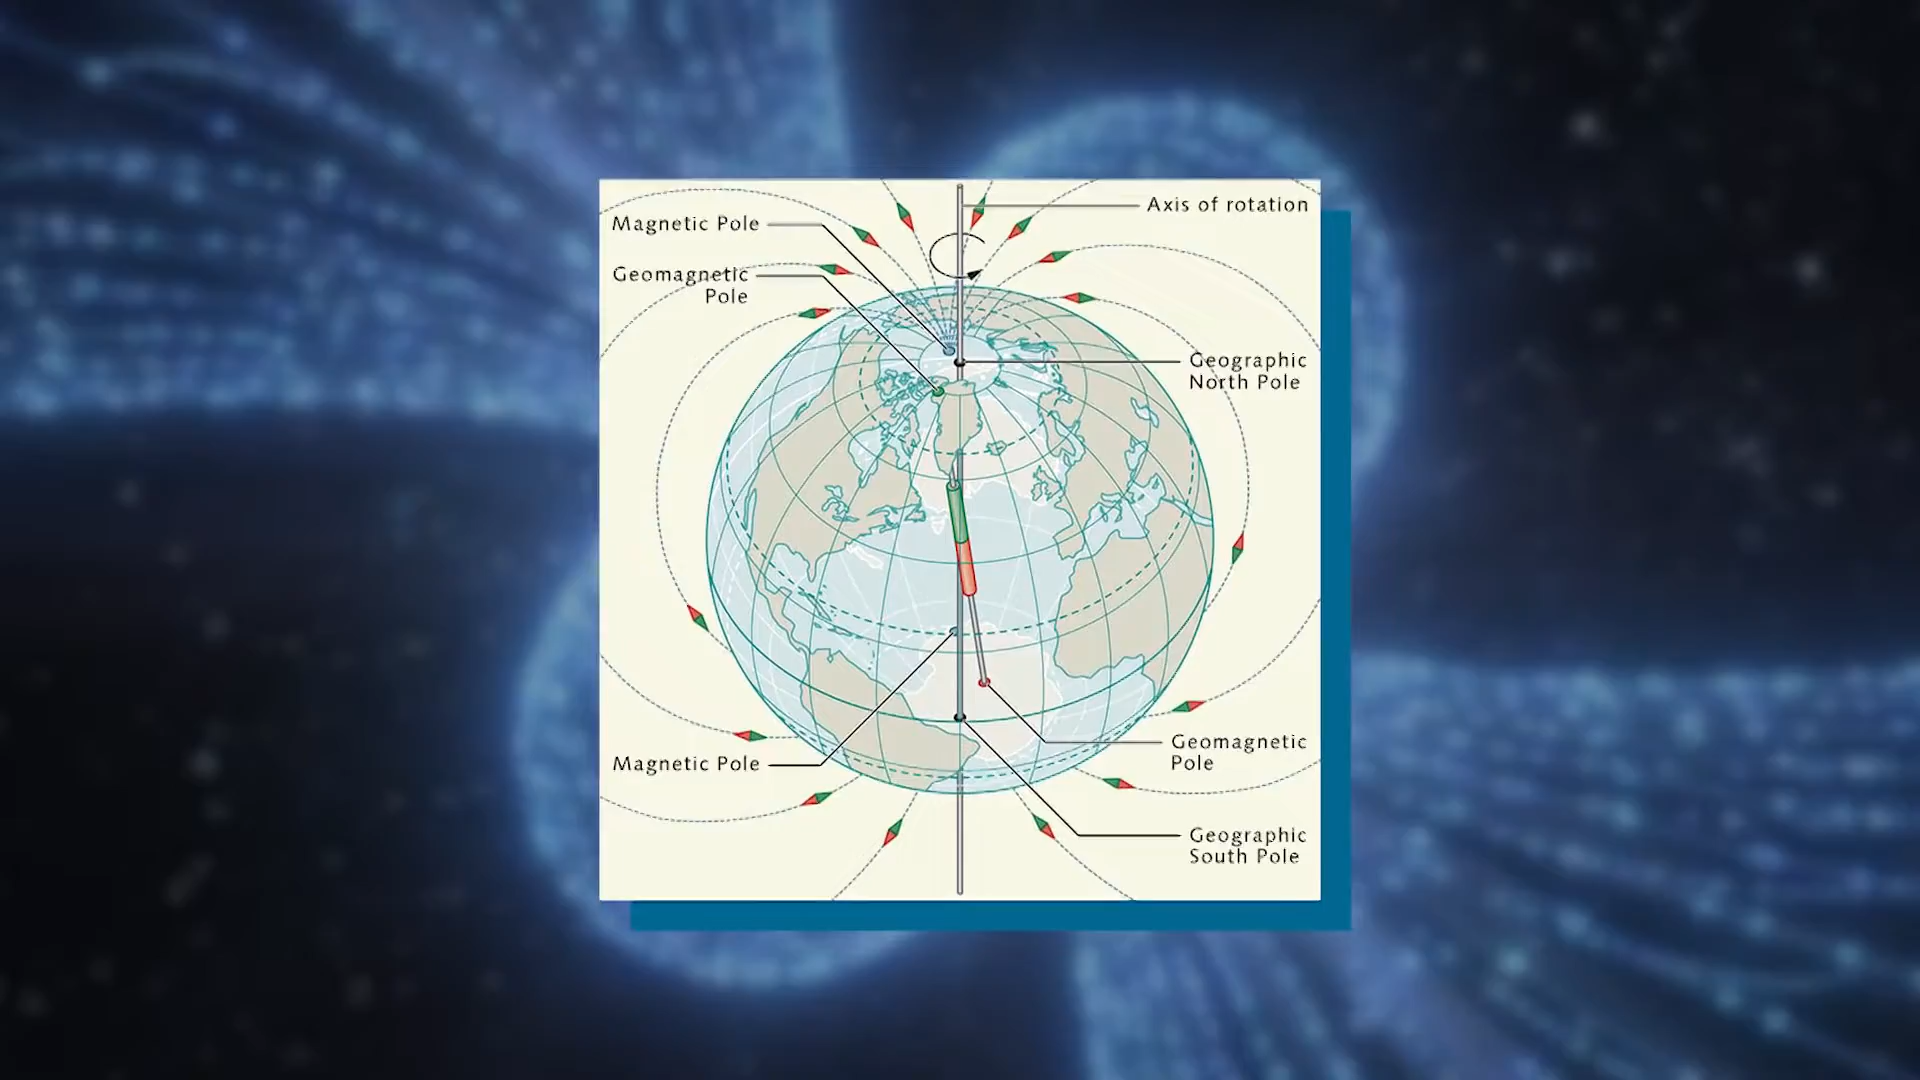 Axis of rotation
Magnetic Pole
Geomagnetic
Pole
Geographic
North Pole
Geomagnetic
Pole
Magnetic Pole
Geographic
South Pole